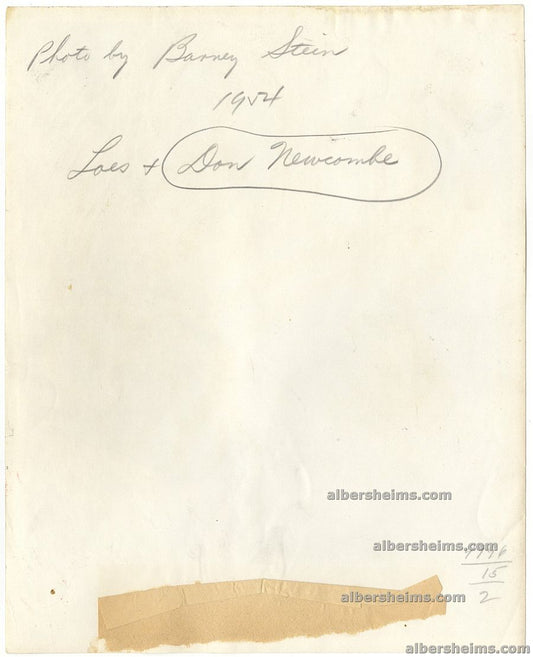 Photo by Barney Stein
1954
Loes + Don Newcombe
albersheims.com
albersheims.com
15
albersheims.com
2
albersheims.com